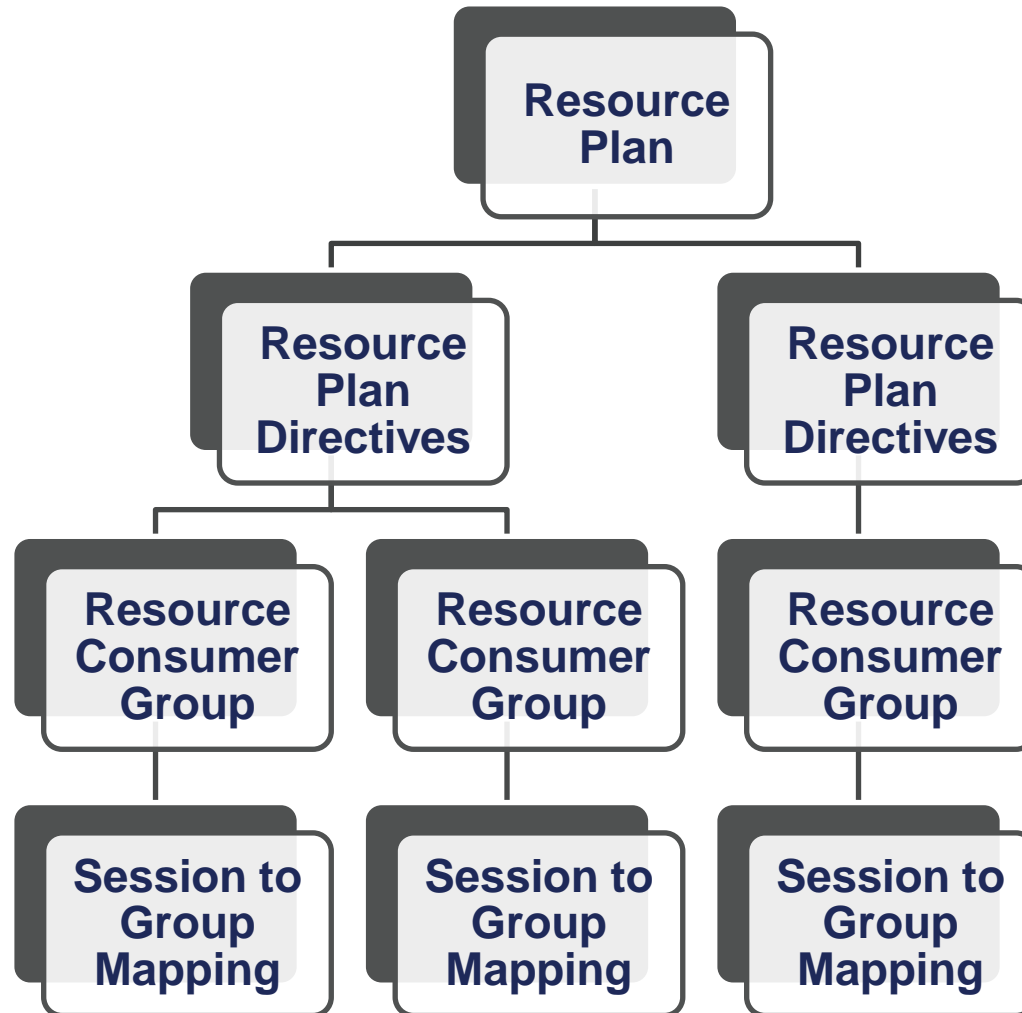 Resource
Plan
Resource
Plan
Directives
Resource
Plan
Directives
Resource
Consumer
Group
Resource
Consumer
Group
Resource
Consumer
Group
Session to
Group
Mapping
Session to
Group
Mapping
Session to
Group
Mapping